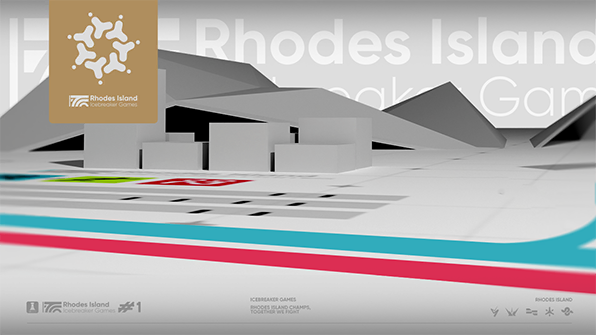 Rhodes Island
Icebreaker Games
Rhodes Island
Icebreaker Games
Rhodes Island
Icebreaker Games
#1
ICEBREAKER GAMES
RHODES ISLAND CHAMPS,
TOGETHER WE FIGHT
RHODES ISLAND